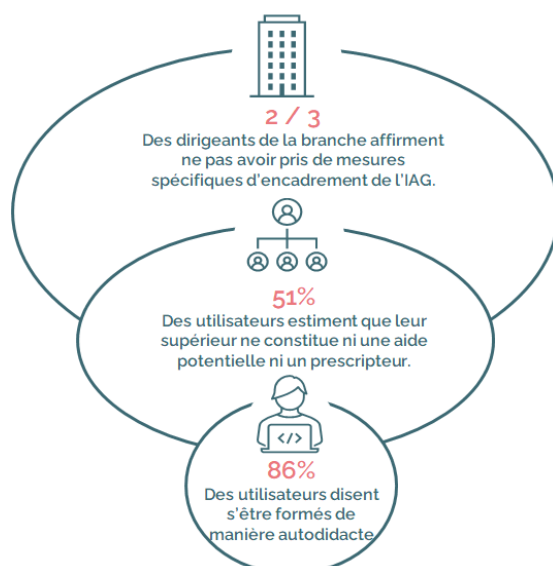 2 / 3
Des dirigeants de la branche affirment
ne pas avoir pris de mesures
spécifiques d'encadrement de l'IAG.
51%
Des utilisateurs estiment que leur
supérieur ne constitue ni une aide
potentielle ni un prescripteur.
</>
86%
Des utilisateurs disent
s'être formés de
manière autodidacte